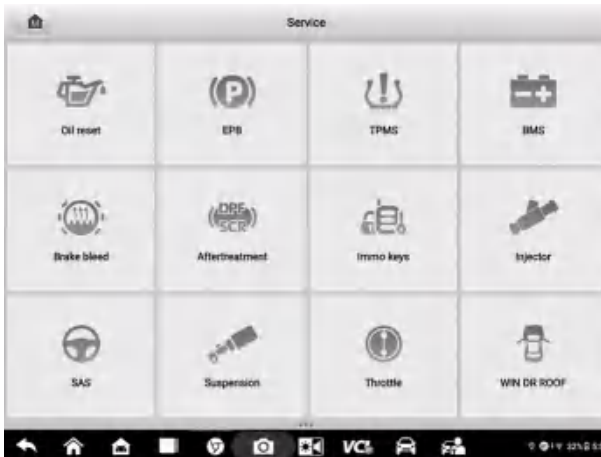 Service
Oil reset
EPB
TPMS
BMS
Brake bleed
DPF
SCR
Aftertreatment
Immo keys
Injector
SAS
Suspension
Throttle
WIN DR ROOF
VCI